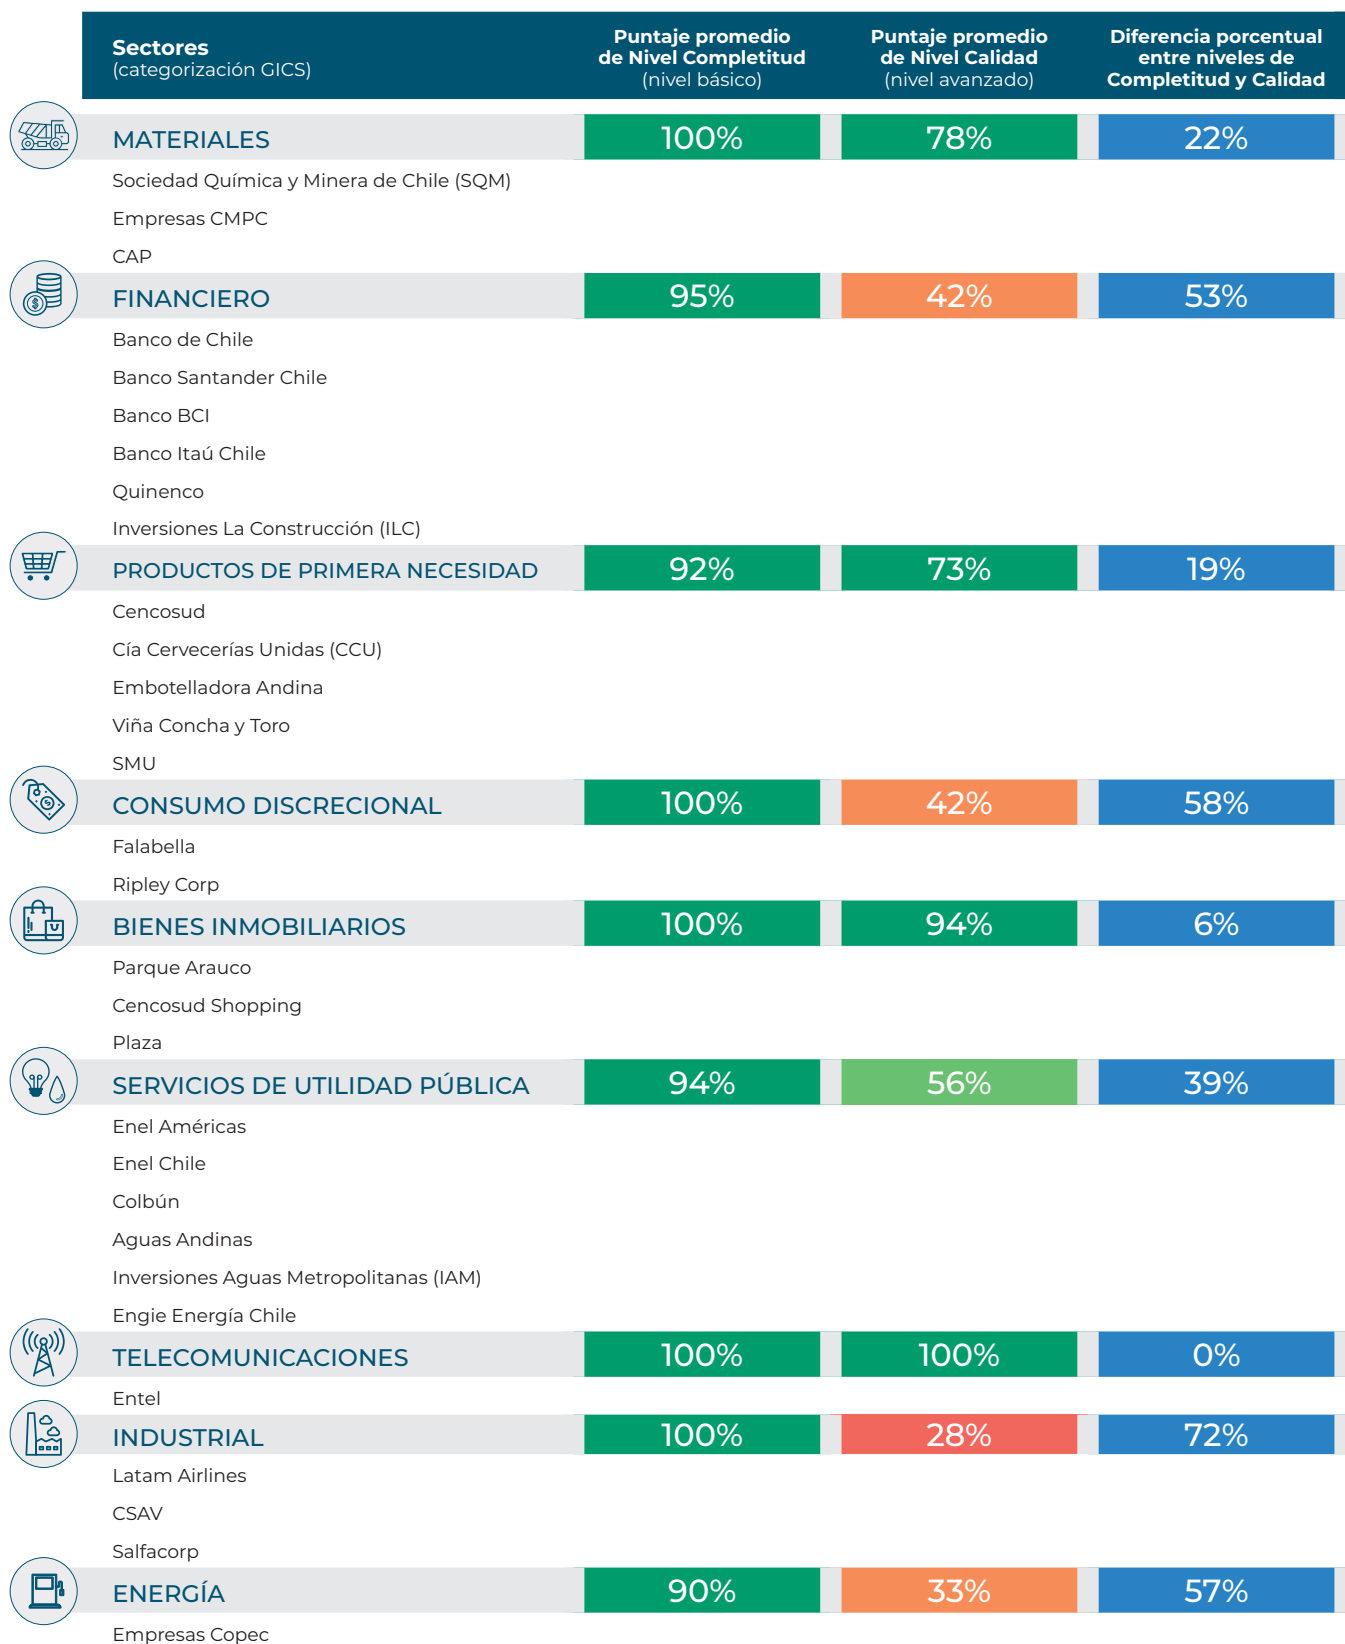 Sectores
(categorización GICS)
Puntaje promedio
de Nivel Completitud
(nivel básico)
Puntaje promedio
de Nivel Calidad
(nivel avanzado)
Diferencia porcentual
entre niveles de
Completitud y Calidad
MATERIALES 100% 78% 22%
Sociedad Química y Minera de Chile (SQM)
Empresas CMPC
CAP
FINANCIERO 95% 42% 53%
Banco de Chile
Banco Santander Chile
Banco BCI
Banco Itaú Chile
Quinenco
Inversiones La Construcción (ILC)
PRODUCTOS DE PRIMERA NECESIDAD 92% 73% 19%
Cencosud
Cía Cervecerías Unidas (CCU)
Embotelladora Andina
Viña Concha y Toro
SMU
CONSUMO DISCRECIONAL 100% 42% 58%
Falabella
Ripley Corp
BIENES INMOBILIARIOS 100% 94% 6%
Parque Arauco
Cencosud Shopping
Plaza
SERVICIOS DE UTILIDAD PÚBLICA 94% 56% 39%
Enel Américas
Enel Chile
Colbún
Aguas Andinas
Inversiones Aguas Metropolitanas (IAM)
Engie Energía Chile
TELECOMUNICACIONES 100% 100% 0%
Entel
INDUSTRIAL 100% 28% 72%
Latam Airlines
CSAV
Salfacorp
ENERGÍA 90% 33% 57%
Empresas Copec